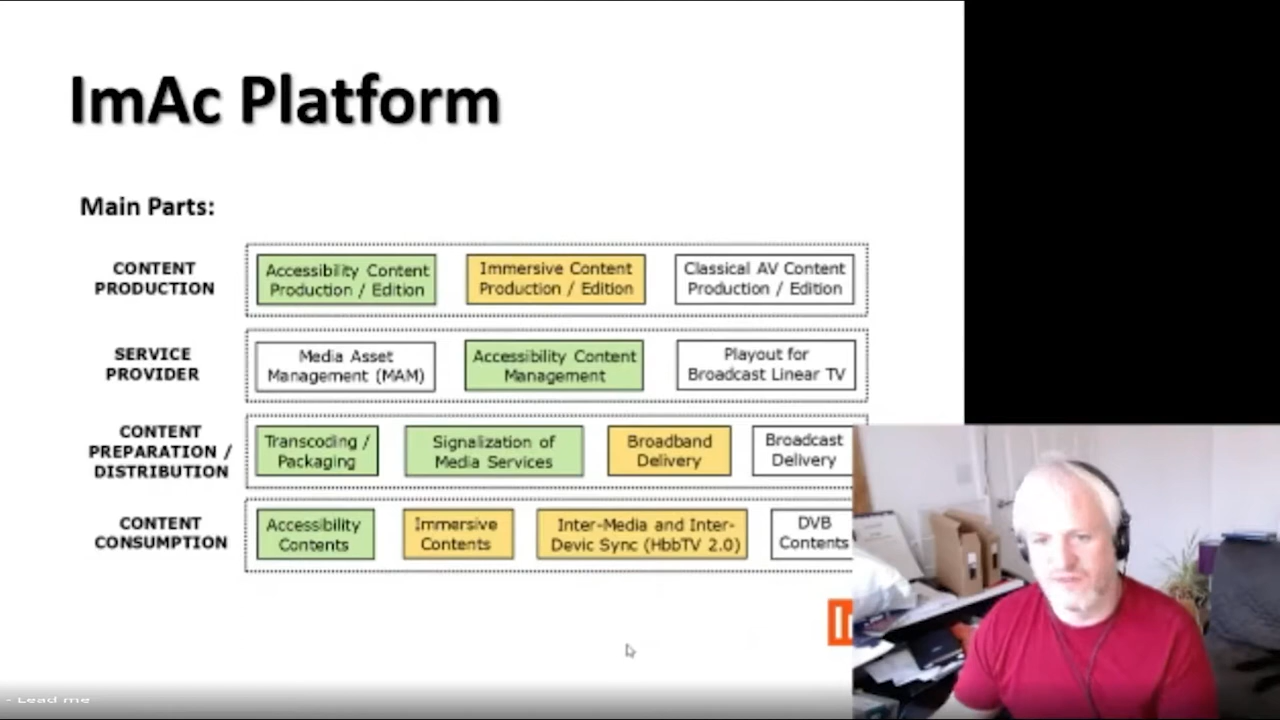 ImAc Platform
Main Parts:
CONTENT
PRODUCTION
Accessibility Content
Production / Edition
Immersive Content
Production / Edition
Classical AV Content
Production / Edition
SERVICE
PROVIDER
Media Asset
Management (MAM)
Accessibility Content
Management
Playout for
Broadcast Linear TV
CONTENT
PREPARATION /
DISTRIBUTION
Transcoding /
Packaging
Signalization of
Media Services
Broadband
Delivery
Broadcast
Delivery
CONTENT
CONSUMPTION
Accessibility
Contents
Immersive
Contents
Inter-Media and Inter-
Devic Sync (HbbTV 2.0)
DVB
Contents
- Lead me